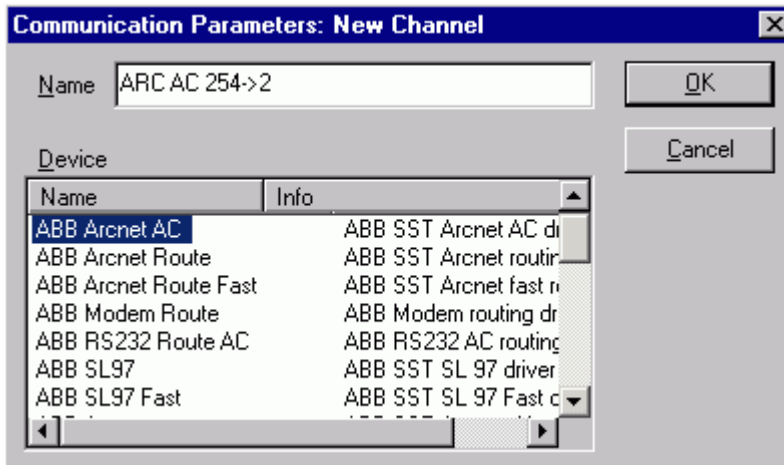 Communication Parameters: New Channel
Name ARC AC 254->2 OK
Cancel
Device
Name Info
ABB Arcnet AC ABB SST Arcnet AC
ABB Arcnet Route ABB SST Arcnet
ABB Arcnet Route Fast ABB SST Arcnet fast
ABB Modem Route ABB Modem routing
ABB RS232 Route AC ABB RS232 AC routing
ABB SL97 ABB SST SL 97 driver
ABB SL97 Fast ABB SST SL 97 Fast